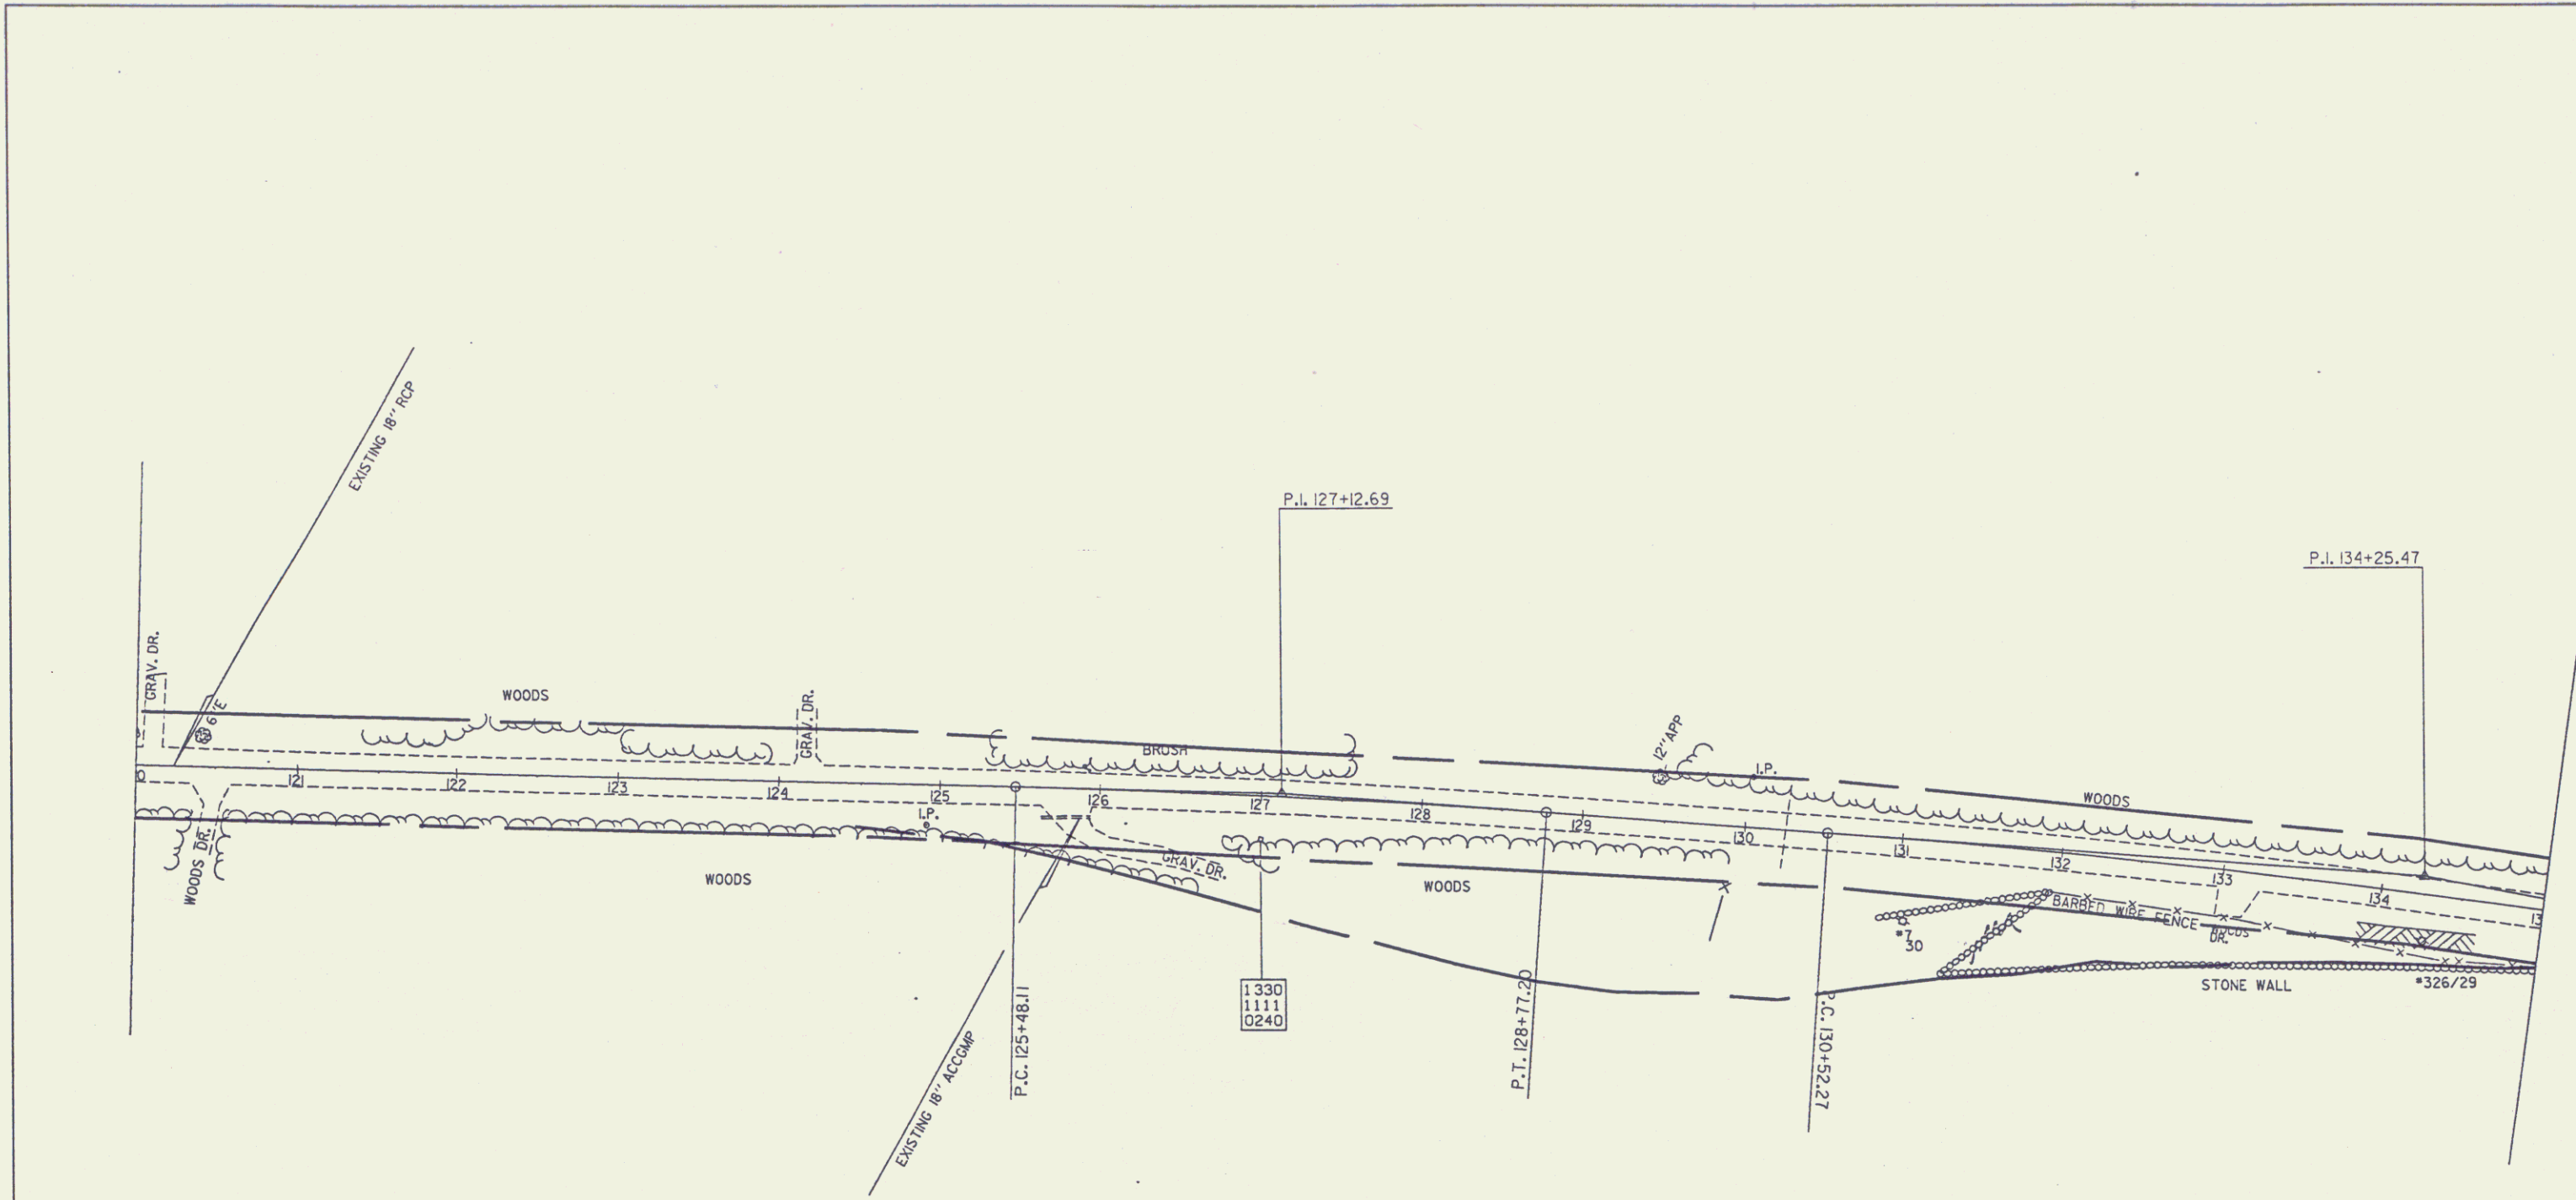 EXISTING 18" RCP
P.I. 127+12.69
P.I. 134+25.47
GRAV. DR.
WOODS
GRAV. DR.
BRUSH
12" APP
I.P.
WOODS
0
121
122
123
124
125
126
127
128
129
130
131
132
133
134
13
I.P.
WOODS DR.
WOODS
GRAV. DR.
WOODS
BARBED WIRE FENCE
DR.
#7
30
STONE WALL
#326/29
1330
1111
0240
P.C. 125+48.11
P.T. 128+77.20
P.C. 130+52.27
EXISTING 18" ACCGMP